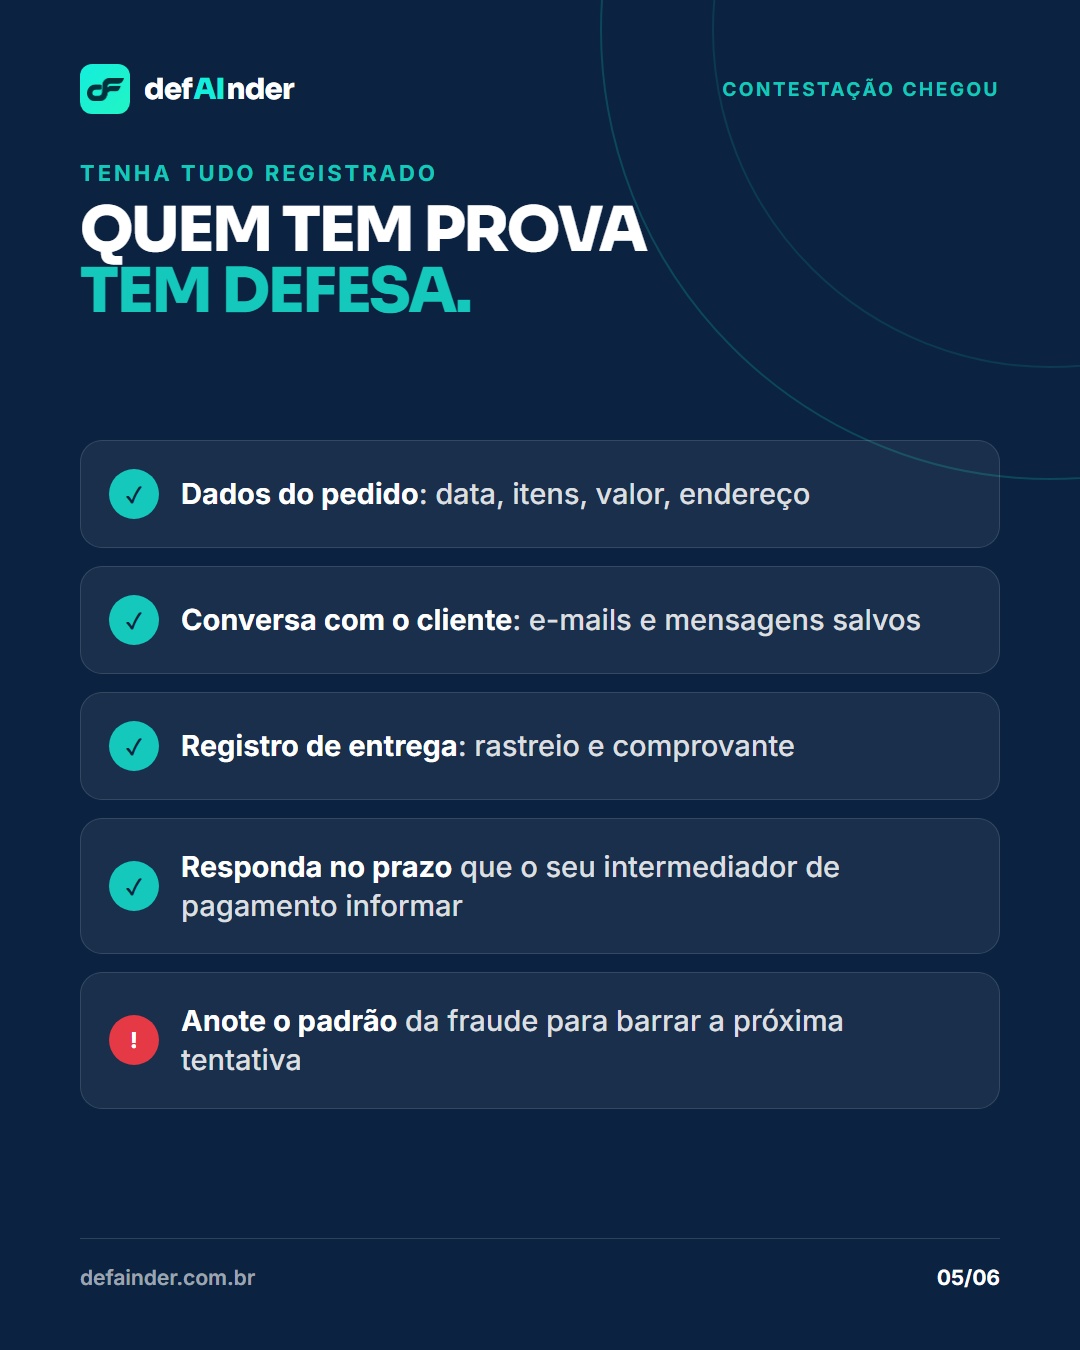 defAInder
CONTESTAÇÃO CHEGOU
TENHA TUDO REGISTRADO
QUEM TEM PROVA
TEM DEFESA.
✓ Dados do pedido: data, itens, valor, endereço
✓ Conversa com o cliente: e-mails e mensagens salvos
✓ Registro de entrega: rastreio e comprovante
✓ Responda no prazo que o seu intermediador de
pagamento informar
! Anote o padrão da fraude para barrar a próxima
tentativa
defainder.com.br
05/06